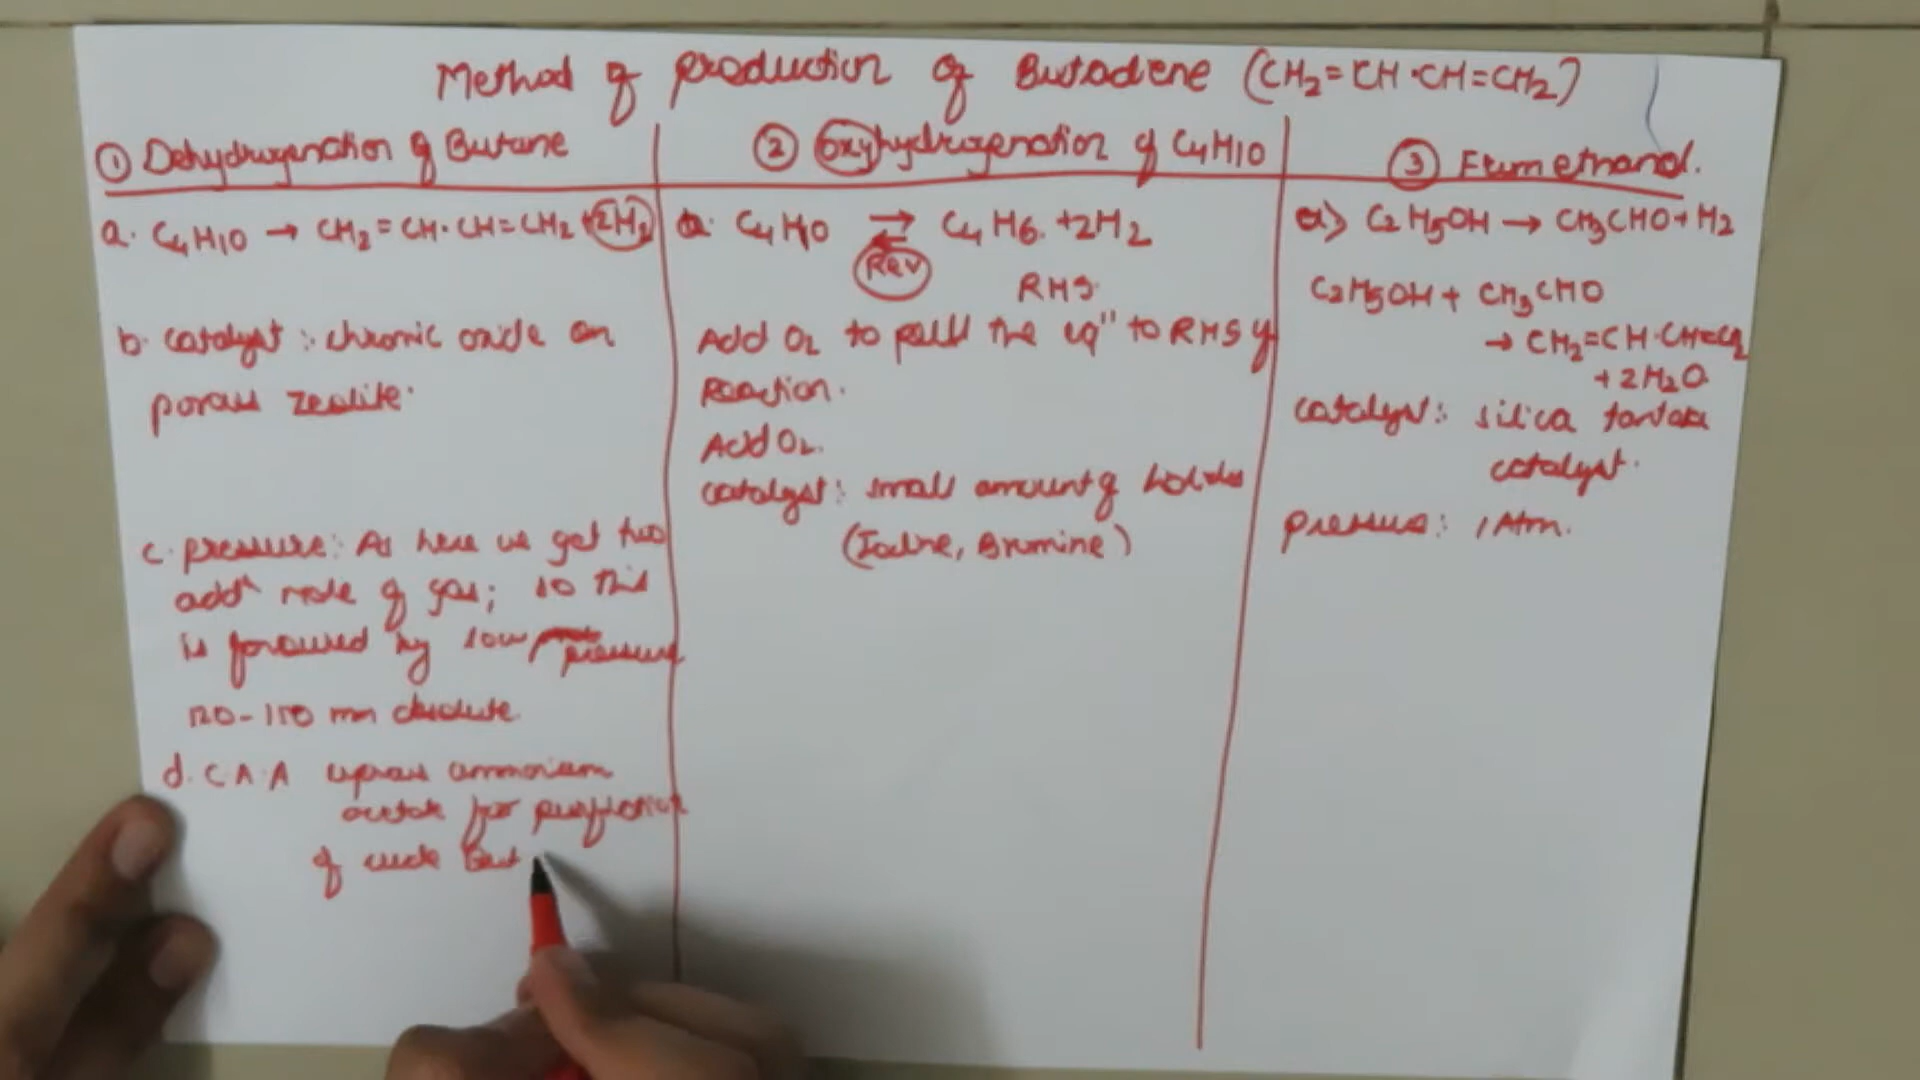 Method of production of Butadiene (CH2=CH·CH=CH2)
① Dehydrogenation of Butane
a. C4H10 → CH2=CH·CH=CH2 + 2H2
b. catalyst: chromic oxide on
porous zeolite.
c. pressure: As here we get two
addn mole of gas; so this
is favoured by low pressure
120-150 mm absolute.
d. C.A.A cuprous ammonium
acetate for purification
of crude But
② Oxyhydrogenation of C4H10
a. C4H10 ⇌ C4H6. +2H2
Rev
RHS.
Add O2 to pull the eqn to RHS of
Reaction.
Add O2.
catalyst: small amount of
(Iodine, Bromine)
③ From ethanol.
a) C2H5OH → CH3CHO + H2
C2H5OH + CH3CHO
→ CH2=CH·CH=CH2
+ 2H2O
catalyst: silica
catalyst.
pressure: 1 Atm.